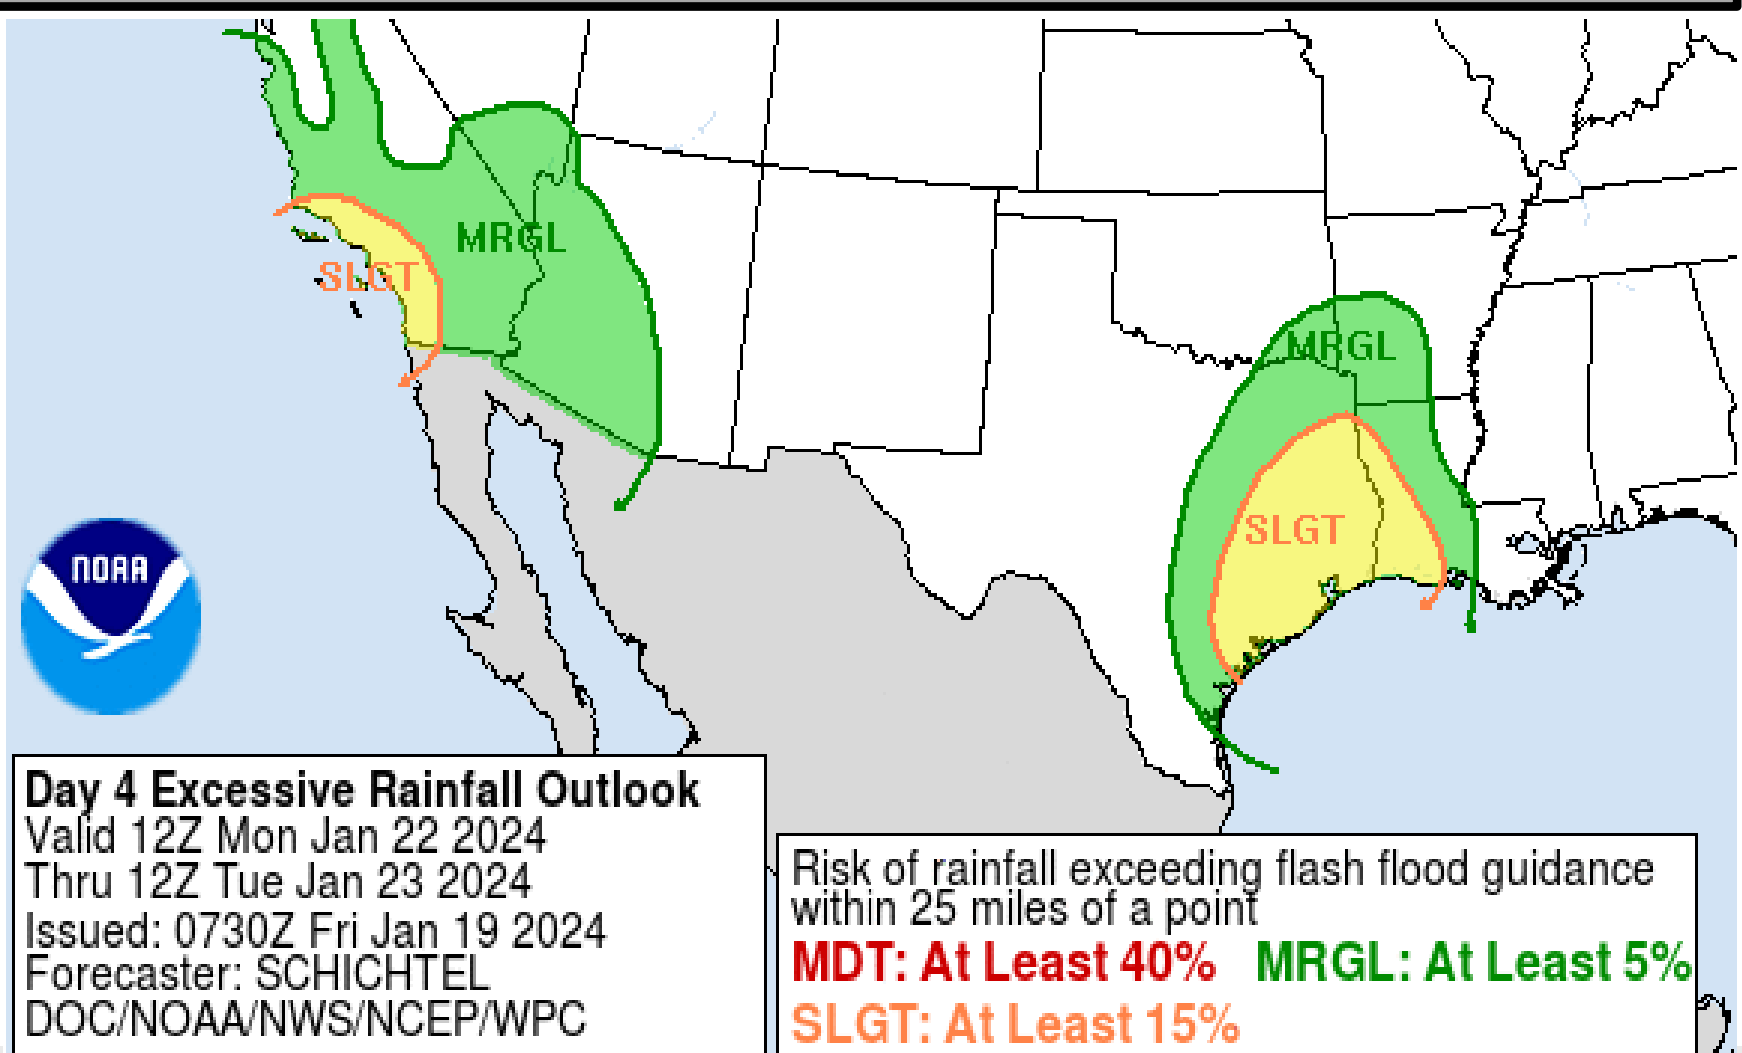 MRGL
SLGT
MRGL
SLGT
NOAA
Day 4 Excessive Rainfall Outlook
Valid 12Z Mon Jan 22 2024
Thru 12Z Tue Jan 23 2024
Issued: 0730Z Fri Jan 19 2024
Forecaster: SCHICHTEL
DOC/NOAA/NWS/NCEP/WPC
Risk of rainfall exceeding flash flood guidance
within 25 miles of a point
MDT: At Least 40% MRGL: At Least 5%
SLGT: At Least 15%